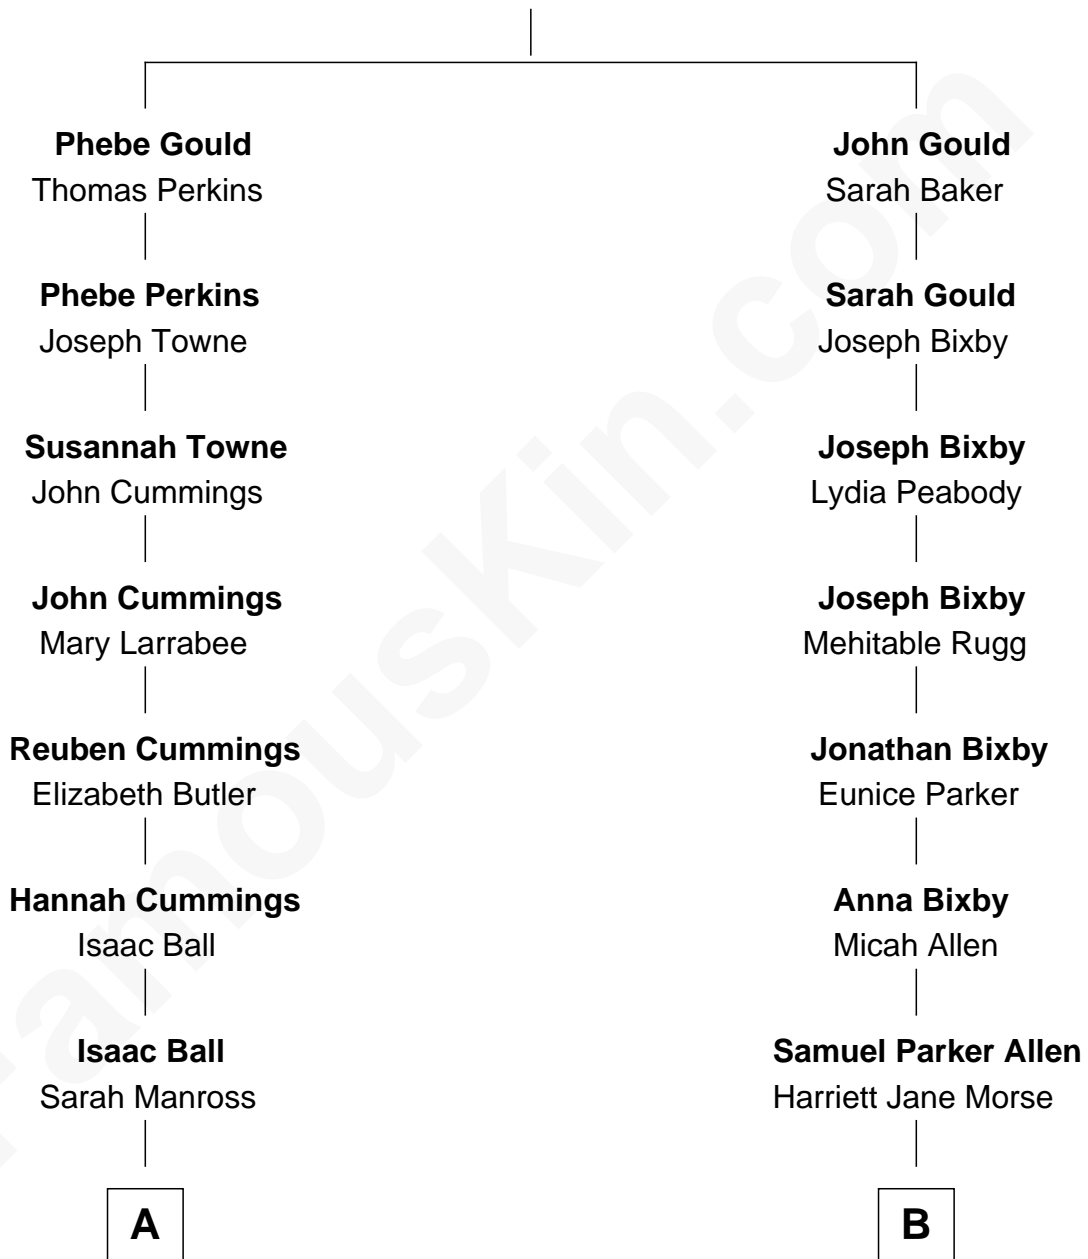 Phebe Gould
Thomas Perkins
Phebe Perkins
Joseph Towne
Susannah Towne
John Cummings
John Cummings
Mary Larrabee
Reuben Cummings
Elizabeth Butler
Hannah Cummings
Isaac Ball
Isaac Ball
Sarah Manross
A
John Gould
Sarah Baker
Sarah Gould
Joseph Bixby
Joseph Bixby
Lydia Peabody
Joseph Bixby
Mehitable Rugg
Jonathan Bixby
Eunice Parker
Anna Bixby
Micah Allen
Samuel Parker Allen
Harriett Jane Morse
B
FamousKin.com